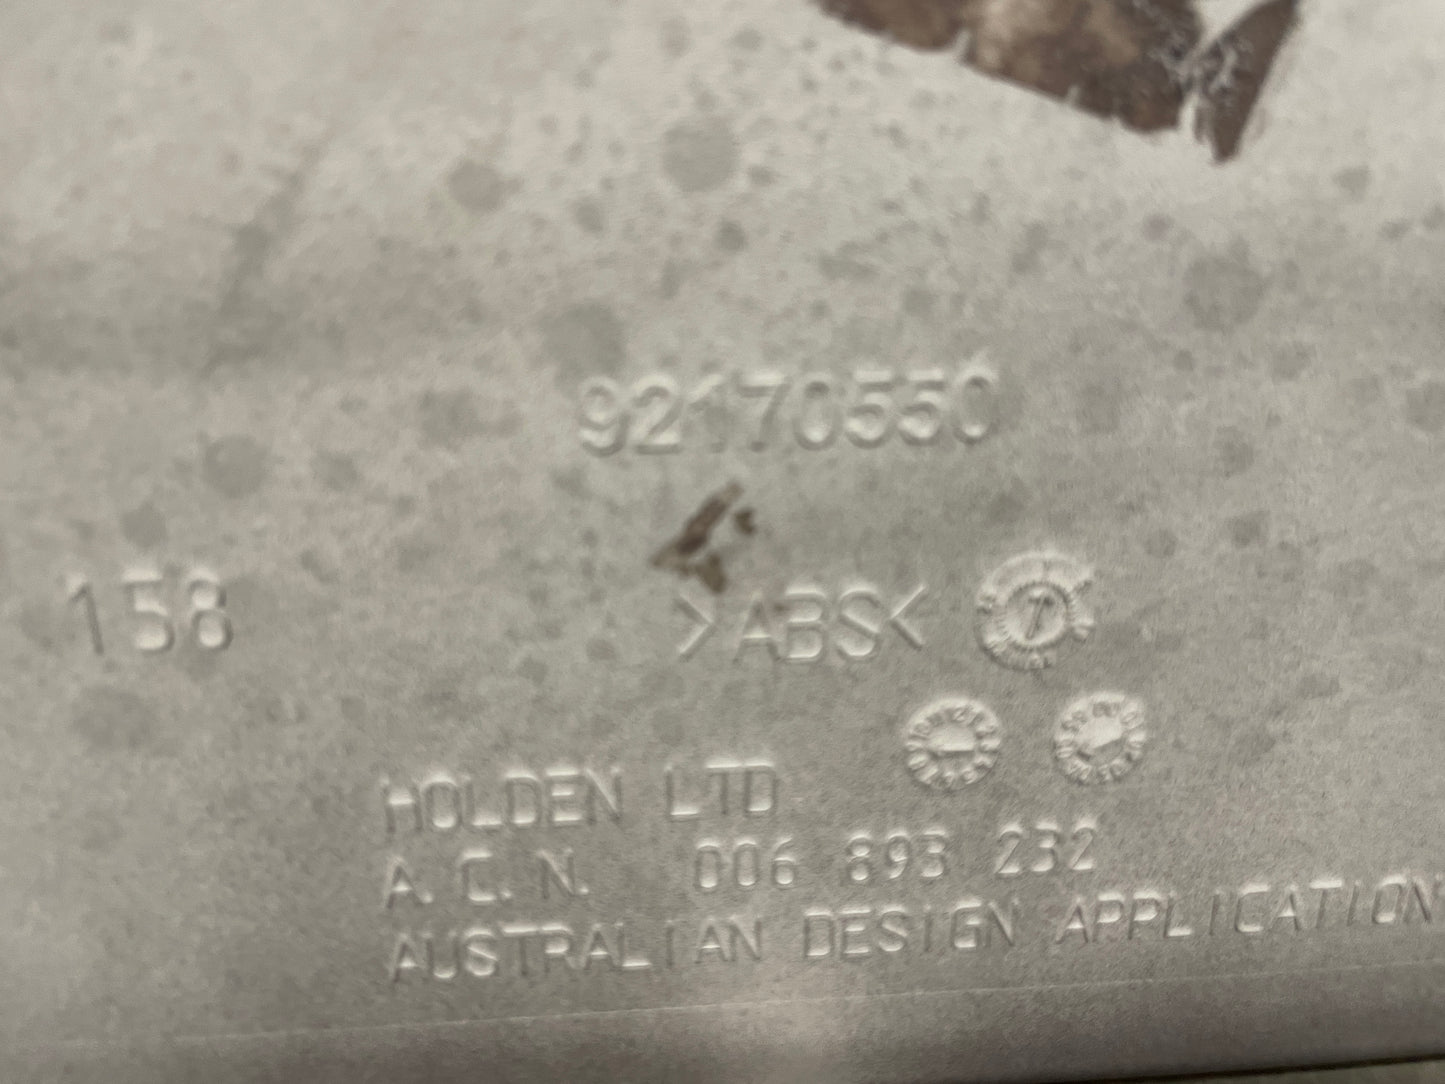 92170550
158
>ABS<
HOLDEN LTD
A.C.N. 006 893 232
AUSTRALIAN DESIGN APPLICATION